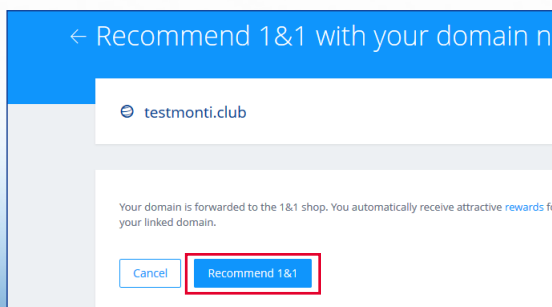 ← Recommend 1&1 with your domain n
testmonti.club
Your domain is forwarded to the 1&1 shop. You automatically receive attractive rewards f
your linked domain.
Cancel Recommend 1&1